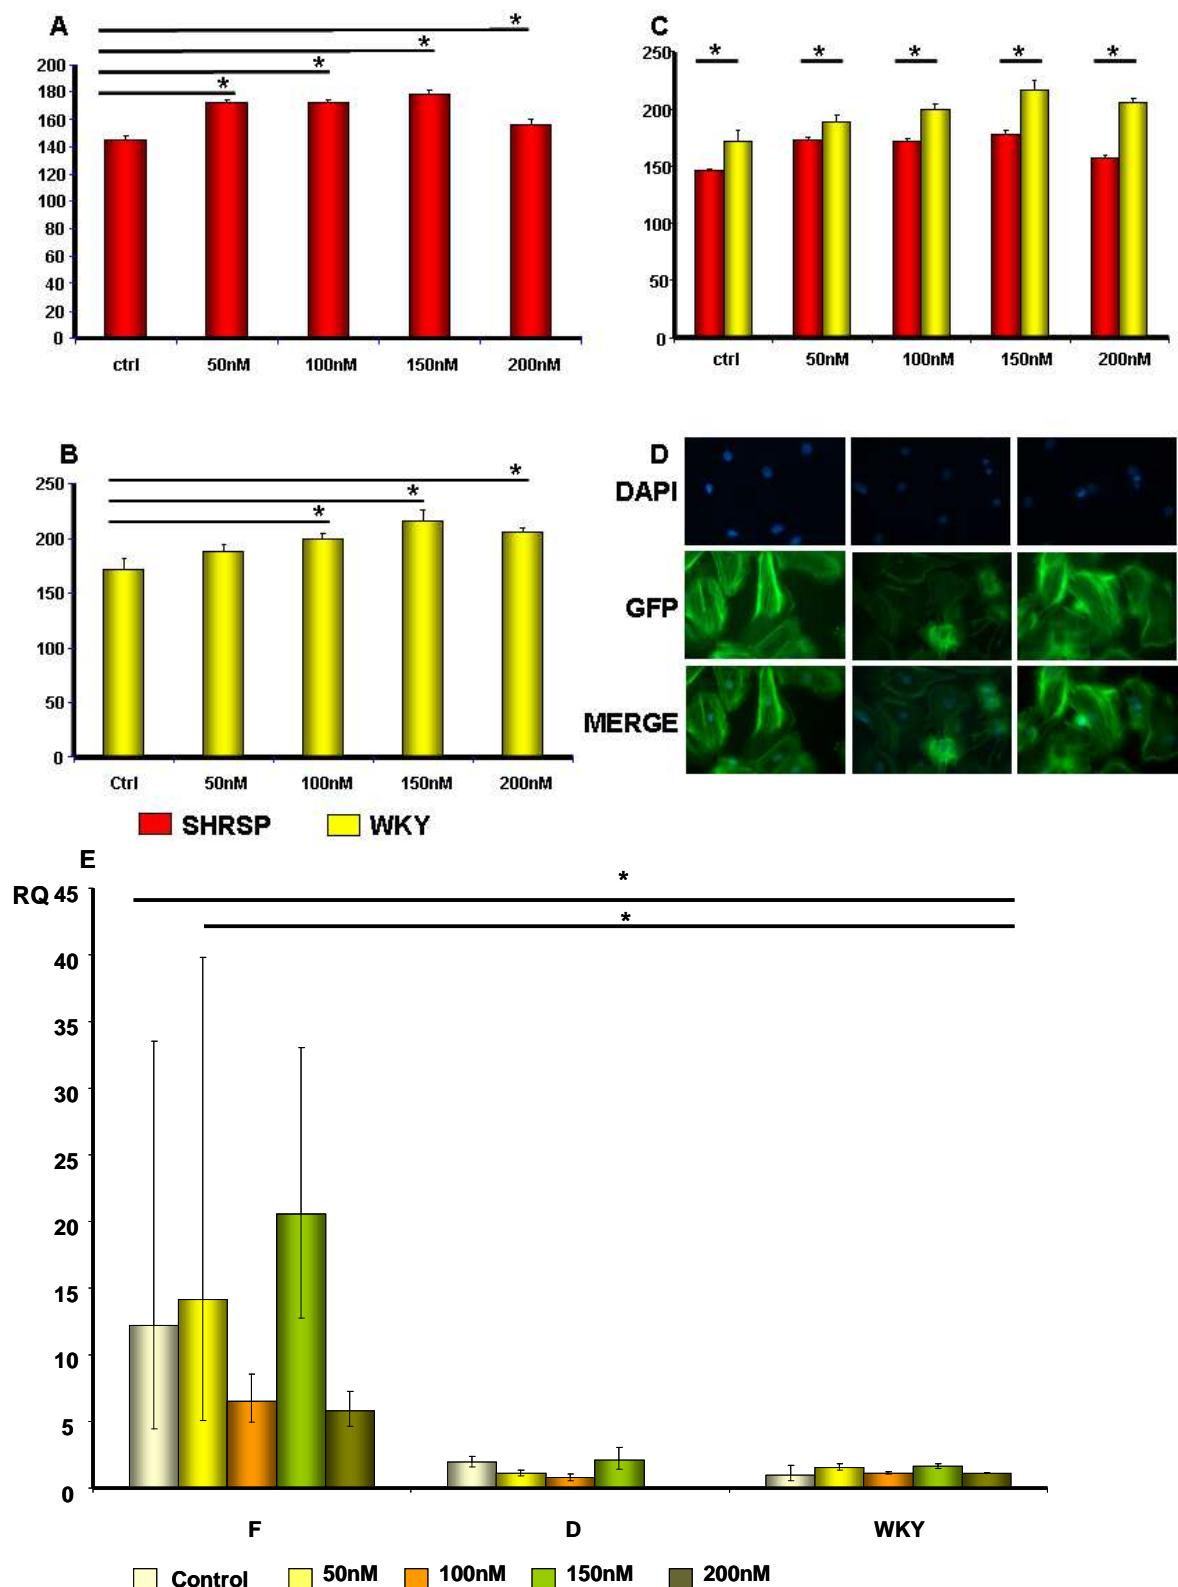 A
*
*
*
*
200
180
160
140
120
100
80
60
40
20
0
ctrl 50nM 100nM 150nM 200nM
C
250
* * * * *
200
150
100
50
0
ctrl 50nM 100nM 150nM 200nM
B
250
*
*
*
200
150
100
50
0
Ctrl 50nM 100nM 150nM 200nM
SHRSP WKY
D
DAPI
GFP
MERGE
E
RQ 45
*
*
40
35
30
25
20
15
10
5
0
F D WKY
Control 50nM 100nM 150nM 200nM